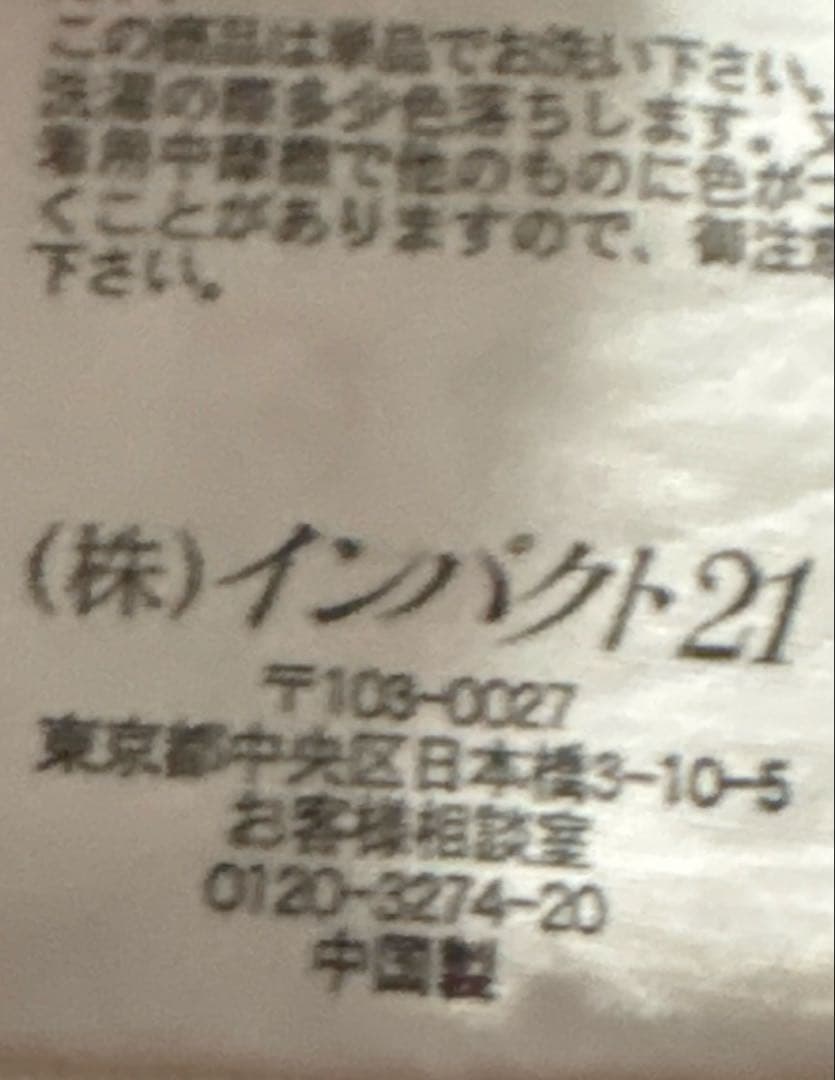 この商品は単品でお洗い下さい。
洗濯の際多少色落ちします。又
着用中摩擦で他のものに色が
くことがありますので、御注意
下さい。
(株)インパクト21
〒103-0027
東京都中央区日本橋3-10-5
お客様相談室
0120-3274-20
中国製